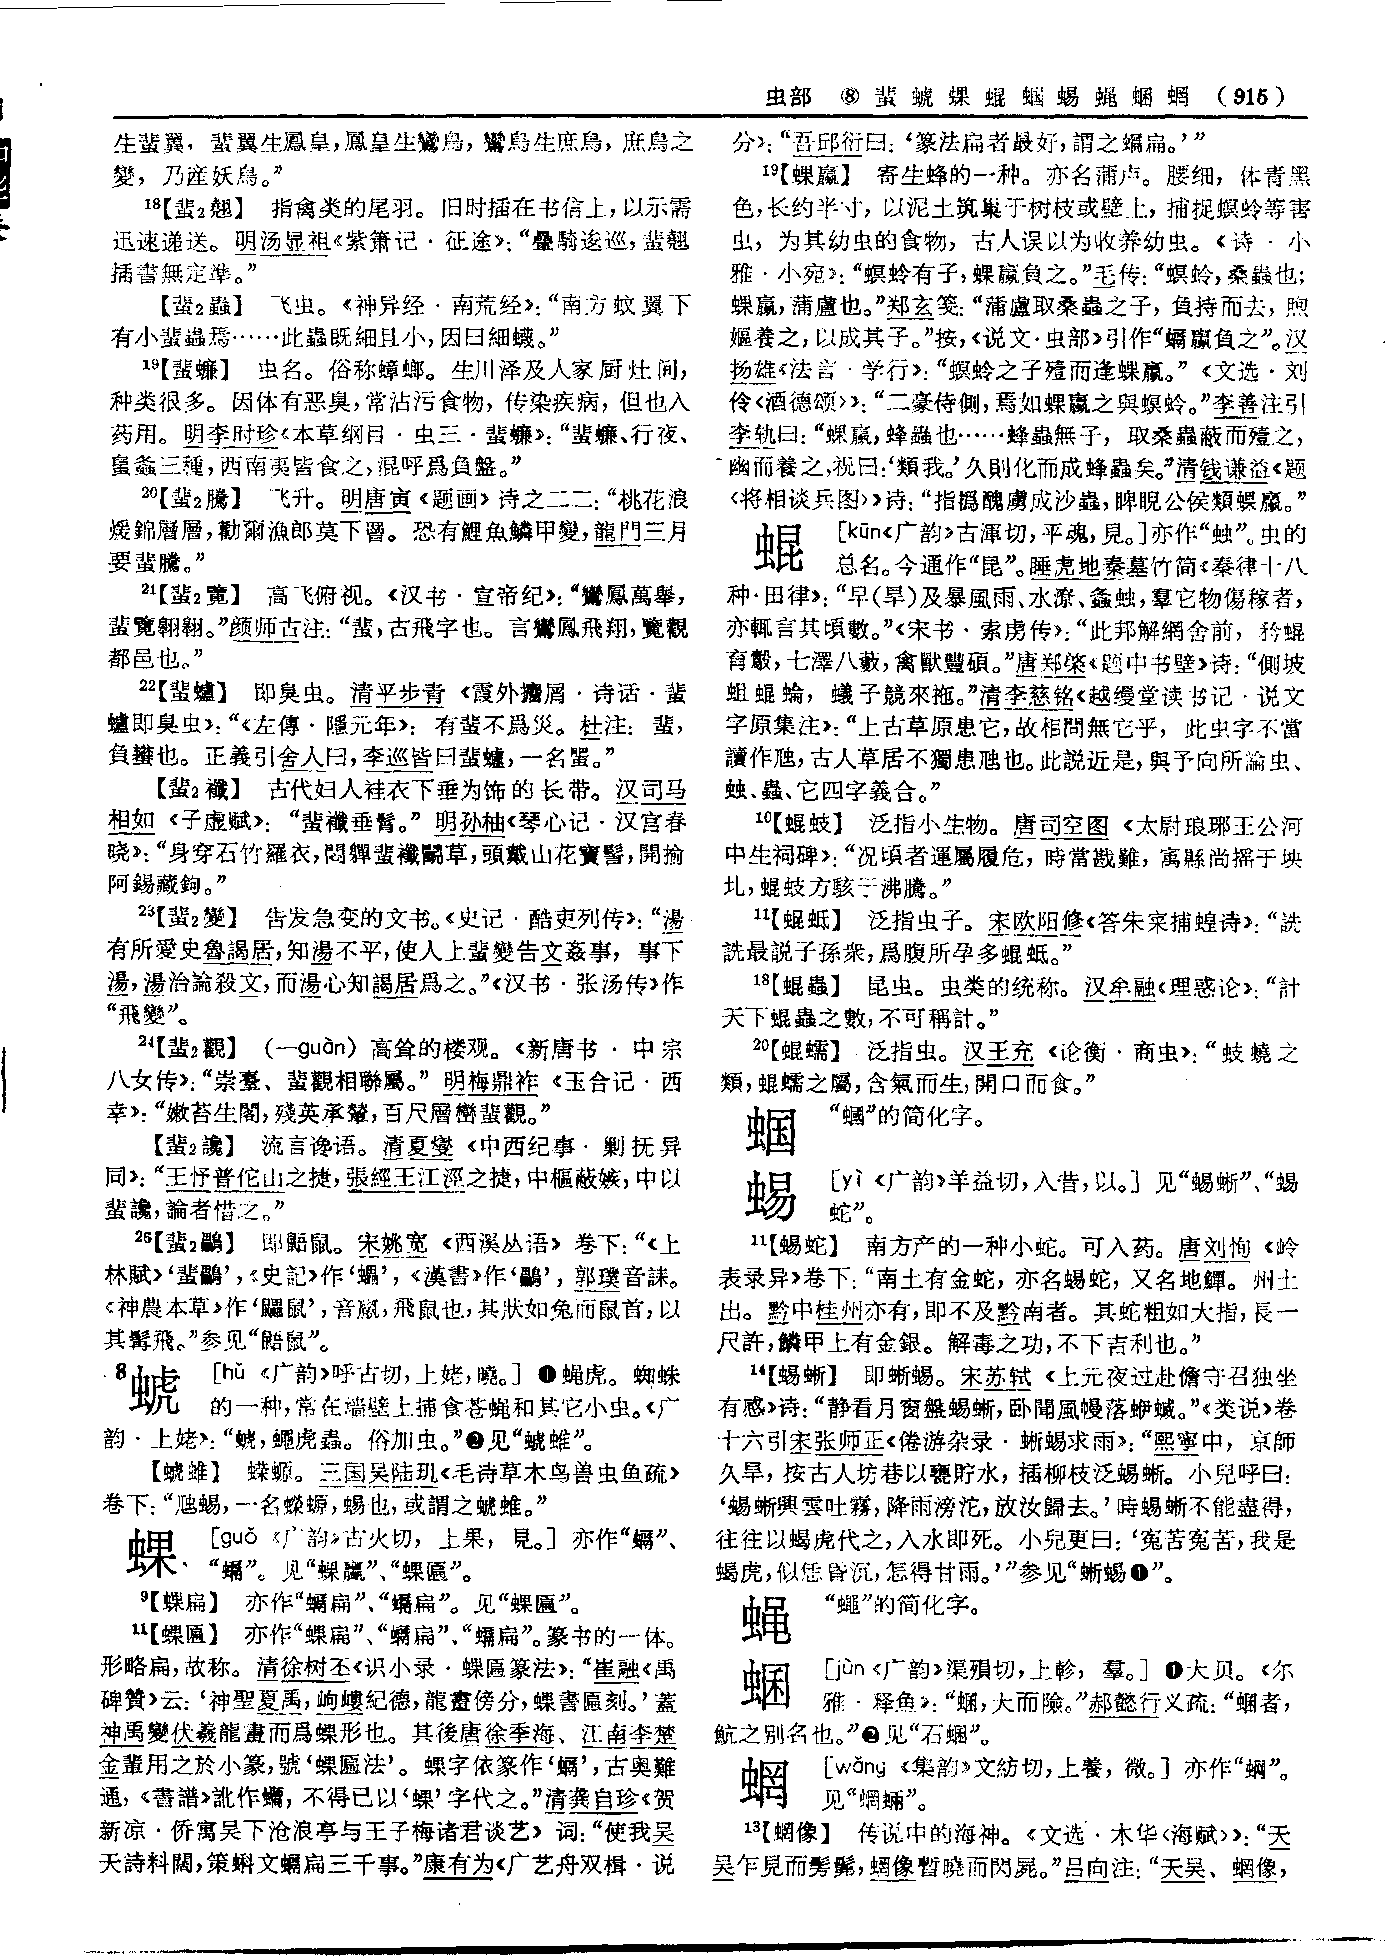 虫部 ⑧ 蜚 蝏 蜾 蜫 蝈 蜴 蝇 蜠 蝄 (915)
生蜚翼，蜚翼生鳳皇，鳳皇生鸞鳥，鸞鳥生庶鳥，庶鳥之
變，乃産妖鳥。”
18【蜚₂翹】 指禽类的尾羽。旧时插在书信上，以示需
迅速递送。明汤显祖《紫箫记·征途》：“疊騎逡巡，蜚翹
插書無定準。”
【蜚₂蟲】 飞虫。《神异经·南荒经》：“南方蚊翼下
有小蜚蟲焉……此蟲既細且小，因曰細蠛。”
19【蜚蠊】 虫名。俗称蟑螂。生川泽及人家厨灶间，
种类很多。因体有恶臭，常沾污食物，传染疾病，但也入
药用。明李时珍《本草纲目·虫三·蜚蠊》：“蜚蠊、行夜、
𧒂螽三種，西南夷皆食之，混呼爲負盤。”
20【蜚₂騰】 飞升。明唐寅《题画》诗之二二：“桃花浪
煖錦層層，勸爾漁郎莫下罾。恐有鯉魚鱗甲變，龍門三月
要蜚騰。”
21【蜚₂覽】 高飞俯视。《汉书·宣帝纪》：“鸞鳳萬舉，
蜚覽翱翔。”颜师古注：“蜚，古飛字也。言鸞鳳飛翔，覽觀
都邑也。”
22【蜚蠦】 即臭虫。清平步青《霞外攟屑·诗话·蜚
蠦即臭虫》：“《左傳·隱元年》：有蜚不爲災。杜注：蜚，
負蠜也。正義引舍人曰，李巡皆曰蜚蠦，一名蜰。”
【蜚₂襳】 古代妇人袿衣下垂为饰的长带。汉司马
相如《子虚赋》：“蜚襳垂髾。”明孙柚《琴心记·汉宫春
晓》：“身穿石竹羅衣，悶嚲蜚襳鬭草，頭戴山花寶髻，閒揄
阿錫藏鉤。”
23【蜚₂變】 告发急变的文书。《史记·酷吏列传》：“湯
有所愛史魯謁居，知湯不平，使人上蜚變告文姦事，事下
湯，湯治論殺文，而湯心知謁居爲之。”《汉书·张汤传》作
“飛變”。
24【蜚₂觀】 (一guàn) 高耸的楼观。《新唐书·中宗
八女传》：“崇臺、蜚觀相聯屬。”明梅鼎祚《玉合记·西
幸》：“嫩苔生閣，殘英承輦，百尺層巒蜚觀。”
【蜚₂讒】 流言谗语。清夏燮《中西纪事·剿抚异
同》：“王忬普佗山之捷，張經王江涇之捷，中樞蔽嫉，中以
蜚讒，論者惜之。”
25【蜚₂鸓】 即鼯鼠。宋姚宽《西溪丛语》卷下：“《上
林賦》‘蜚鸓’，《史記》作‘蠝’，《漢書》作‘鸓’，郭璞音誄。
《神農本草》作‘鼺鼠’，音羸，飛鼠也，其狀如兔而鼠首，以
其髯飛。”参见“鼯鼠”。
8 蝏 [hǔ 《广韵》呼古切，上姥，曉。] ❶蝇虎。蜘蛛
的一种，常在墙壁上捕食苍蝇和其它小虫。《广
韵·上姥》：“，蠅虎蟲。俗加虫。”❷见“”。
【】 蝾螈。三国吴陆玑《毛诗草木鸟兽虫鱼疏》
卷下：“虺蜴，一名蠑螈，蜴也，或謂之。”
蜾 [guǒ 《广韵》古火切，上果，見。] 亦作“蠣”、
“蠣”。见“蜾蠃”、“蜾匾”。
9【蜾扁】 亦作“扁”、“扁”。见“蜾匾”。
11【蜾匾】 亦作“蜾扁”、“扁”、“扁”。篆书的一体。
形略扁，故称。清徐树丕《识小录·蜾匾篆法》：“崔融《禹
碑贊》云：‘神聖夏禹，岣嶁紀德，龍畫傍分，蜾書匾刻。’蓋
神禹變伏羲龍畫而爲蜾形也。其後唐徐季海、江南李楚
金輩用之於小篆，號‘蜾匾法’。蜾字依篆作‘’，古奥難
通，《書譜》訛作，不得已以‘蜾’字代之。”清龚自珍《贺
新凉·侨寓吴下沧浪亭与王子梅诸君谈艺》词：“使我吴
天詩料闊，策蝌文扁三千事。”康有为《广艺舟双楫·说
分》：“吾邱衍曰：‘篆法扁者最好，謂之扁。’”
19【蜾蠃】 寄生蜂的一种。亦名蒲卢。腰细，体青黑
色，长约半寸，以泥土筑巢于树枝或壁上，捕捉螟蛉等害
虫，为其幼虫的食物，古人误以为收养幼虫。《诗·小
雅·小宛》：“螟蛉有子，蜾蠃負之。”毛传：“螟蛉，桑蟲也；
蜾蠃，蒲盧也。”郑玄笺：“蒲盧取桑蟲之子，負持而去，煦
嫗養之，以成其子。”按，《说文·虫部》引作“蠃負之”。汉
扬雄《法言·学行》：“螟蛉之子殪而逢蜾蠃。”《文选·刘
伶〈酒德颂〉》：“二豪侍側，焉如蜾蠃之與螟蛉。”李善注引
李轨曰：“蜾蠃，蜂蟲也……蜂蟲無子，取桑蟲蔽而殪之，
幽而養之，祝曰：‘類我。’久則化而成蜂蟲矣。”清钱谦益《题
〈将相谈兵图〉》诗：“指撝醜虜成沙蟲，睥睨公侯類蜾蠃。”
蜫 [kūn《广韵》古渾切，平魂，見。]亦作“䖵”。虫的
总名。今通作“昆”。睡虎地秦墓竹简《秦律十八
种·田律》：“早(旱)及暴風雨、水潦、螽䖵，羣它物傷稼者，
亦輒言其頃數。”《宋书·索虏传》：“此邦解網舍前，矜蜫
育鷇，七澤八藪，禽獸豐碩。”唐郑棨《题中书壁》诗：“側坡
蛆蜫蜦，蟻子競來拖。”清李慈铭《越缦堂读书记·说文
字原集注》：“上古草原患它，故相問無它乎，此虫字不當
讀作虺，古人草居不獨患虺也。此説近是，與予向所論虫、
䖵、蟲、它四字義合。”
10【蜫蚑】 泛指小生物。唐司空图《太尉琅琊王公河
中生祠碑》：“况頃者運屬履危，時當戡難，寓縣尚摇于坱
圠，蜫蚑方駭于沸騰。”
11【蜫蚳】 泛指虫子。宋欧阳修《答朱寀捕蝗诗》：“詵
詵最説子孫衆，爲腹所孕多蜫蚳。”
18【蜫蟲】 昆虫。虫类的统称。汉牟融《理惑论》：“計
天下蜫蟲之數，不可稱計。”
20【蜫蠕】 泛指虫。汉王充《论衡·商虫》：“蚑蟯之
類，蜫蠕之屬，含氣而生，開口而食。”
蝈 “蟈”的简化字。
蜴 [yì 《广韵》羊益切，入昔，以。] 见“蜴蜥”、“蜴
蛇”。
11【蜴蛇】 南方产的一种小蛇。可入药。唐刘恂《岭
表录异》卷下：“南土有金蛇，亦名蜴蛇，又名地鱓。州土
出。黔中桂州亦有，即不及黔南者。其蛇粗如大指，長一
尺許，鱗甲上有金銀。解毒之功，不下吉利也。”
14【蜴蜥】 即蜥蜴。宋苏轼《上元夜过赴儋守召独坐
有感》诗：“静看月窗盤蜴蜥，卧聞風幔落蛜蝛。”《类说》卷
十六引宋张师正《倦游杂录·蜥蜴求雨》：“熙寧中，京師
久旱，按古人坊巷以甕貯水，插柳枝泛蜴蜥。小兒呼曰：
‘蜴蜥興雲吐霧，降雨滂沱，放汝歸去。’時蜴蜥不能盡得，
往往以蝎虎代之，入水即死。小兒更曰：‘寃苦寃苦，我是
蝎虎，似恁昏沉，怎得甘雨。’”参见“蜥蜴❶”。
蝇 “蠅”的简化字。
蜠 [jùn《广韵》渠殞切，上軫，羣。] ❶大贝。《尔
雅·释鱼》：“蜠，大而險。”郝懿行义疏：“蜠者，
魧之别名也。”❷见“石蜠”。
蝄 [wǎng 《集韵》文紡切，上養，微。] 亦作“蛧”。
见“蝄蜽”。
13【蝄像】 传说中的海神。《文选·木华〈海赋〉》：“天
吴乍見而髣髴，蝄像暫曉而閃屍。”吕向注：“天吴、蝄像，